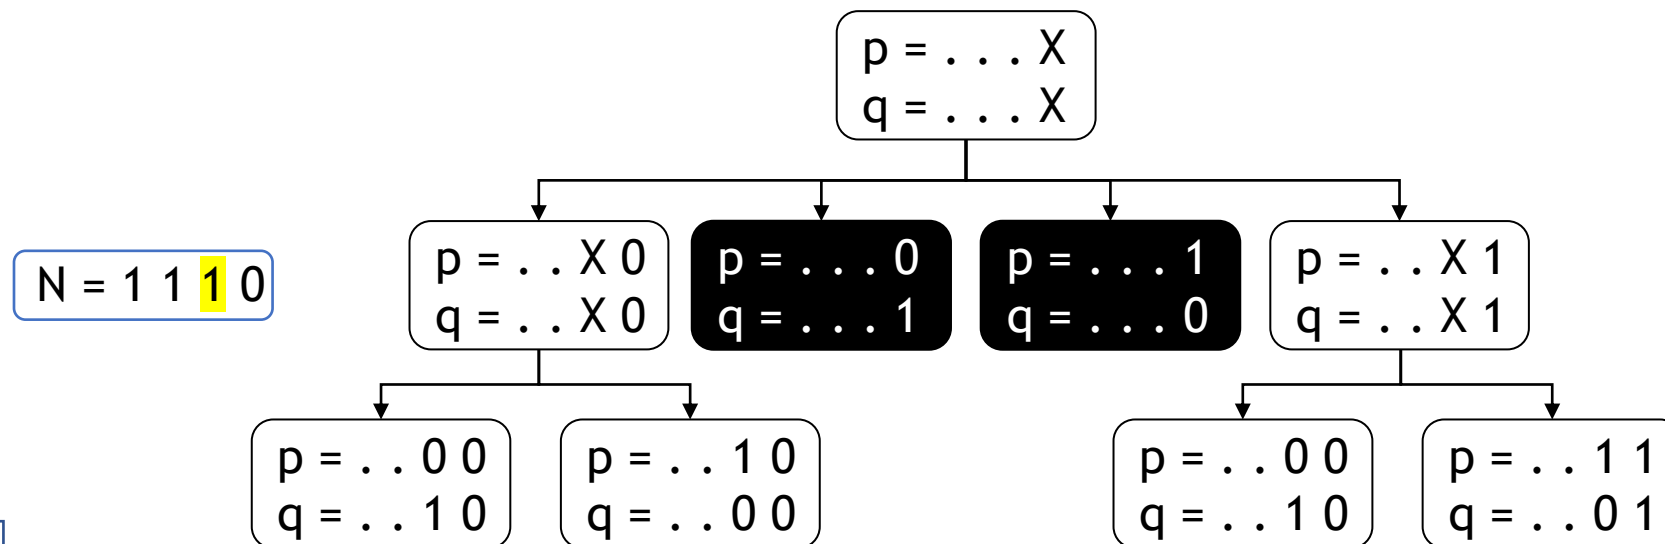 p = . . . X
q = . . . X
N = 1 1 1 0
p = . . X 0
q = . . X 0
p = . . . 0
q = . . . 1
p = . . . 1
q = . . . 0
p = . . X 1
q = . . X 1
p = . . 0 0
q = . . 1 0
p = . . 1 0
q = . . 0 0
p = . . 0 0
q = . . 1 0
p = . . 1 1
q = . . 0 1